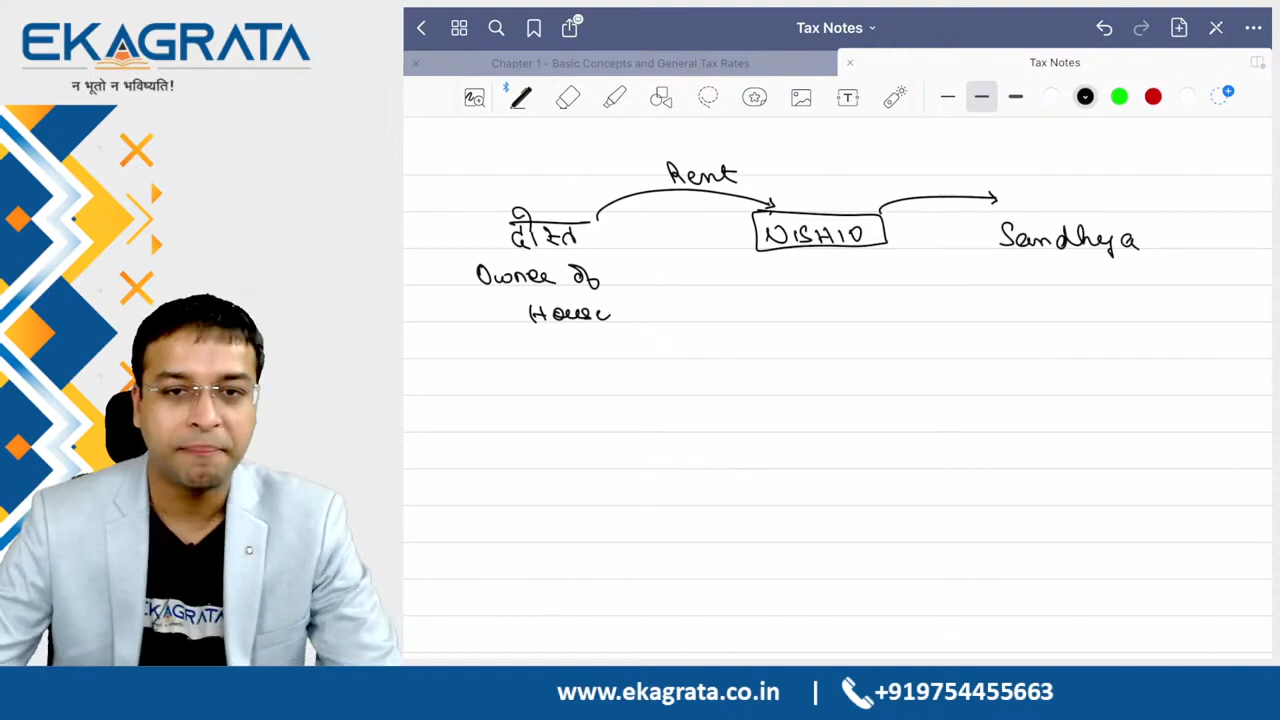 EKAGRATA
न भूतो न भविष्यति!
Tax Notes
Chapter 1 - Basic Concepts and General Tax Rates
Tax Notes
T
Rent
दोस्त
NISHID
Sandhya
Owner of
House
EKAGRATA
www.ekagrata.co.in | +919754455663